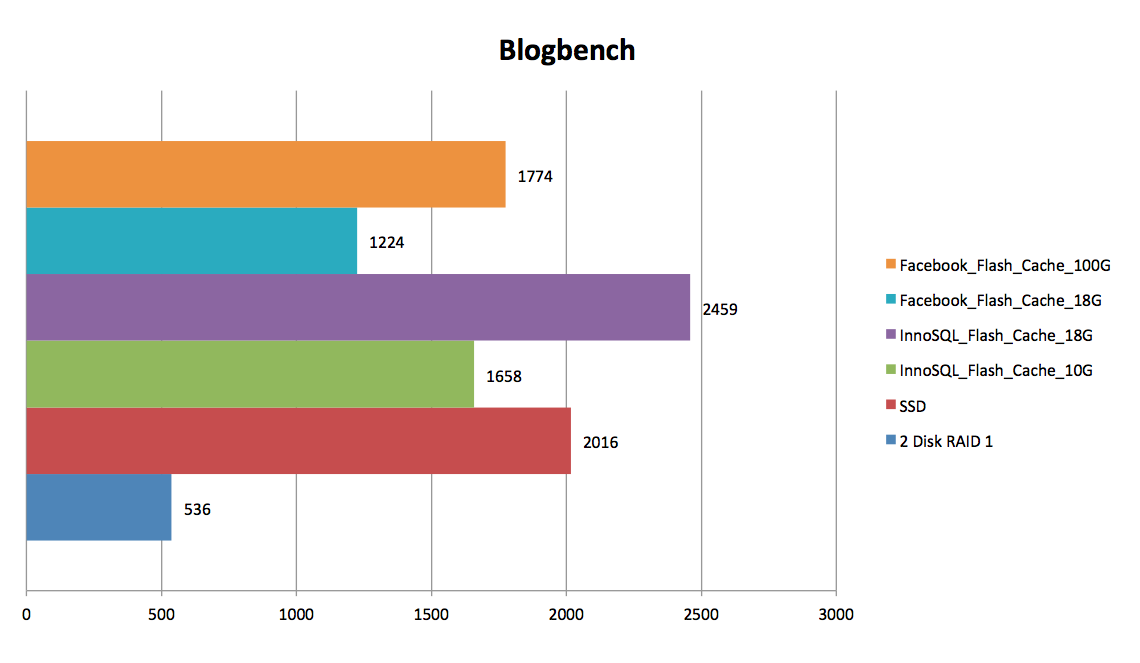 Blogbench
1774
1224
2459
1658
2016
536
0 500 1000 1500 2000 2500 3000
Facebook_Flash_Cache_100G
Facebook_Flash_Cache_18G
InnoSQL_Flash_Cache_18G
InnoSQL_Flash_Cache_10G
SSD
2 Disk RAID 1